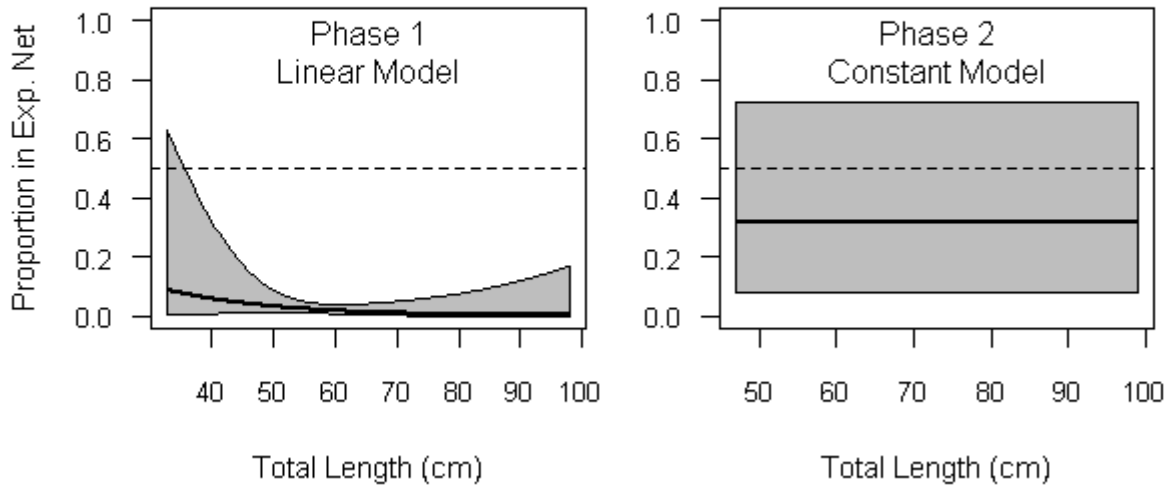 Proportion in Exp. Net
1.0
0.8
0.6
0.4
0.2
0.0
Phase 1
Linear Model
40 50 60 70 80 90 100
Total Length (cm)
1.0
0.8
0.6
0.4
0.2
0.0
Phase 2
Constant Model
50 60 70 80 90 100
Total Length (cm)